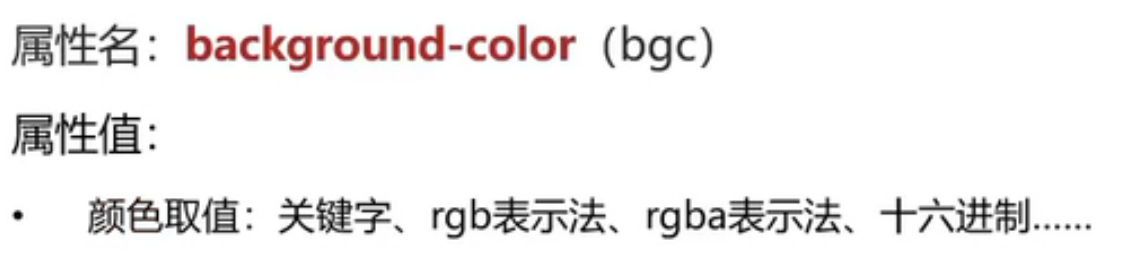 属性名：background-color（bgc）
属性值：
• 颜色取值：关键字、rgb表示法、rgba表示法、十六进制……